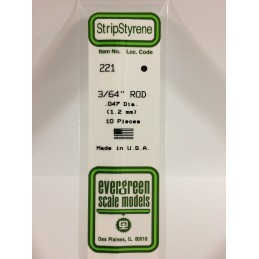 StripStyrene
Item No. Loc. Code
221
3/64" ROD
.047 Dia.
(1.2 mm)
10 Pieces
Made in U.S.A.
evergreen
scale models
Des Plaines, IL 60018